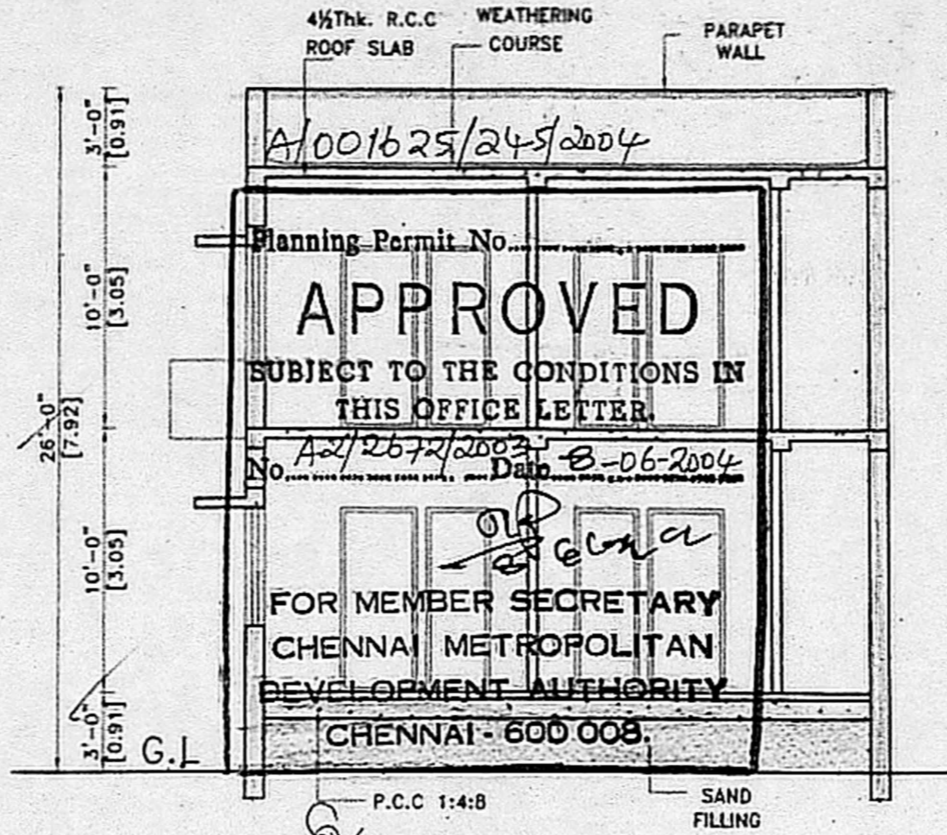 4½Thk. R.C.C
ROOF SLAB
WEATHERING
COURSE
PARAPET
WALL
3'-0"
[0.91]
A/001625/245/2004
Planning Permit No
APPROVED
SUBJECT TO THE CONDITIONS IN
THIS OFFICE LETTER.
No. A2/2672/2003 Date 8-06-2004
10'-0"
[3.05]
26'-0"
[7.92]
10'-0"
[3.05]
FOR MEMBER SECRETARY
CHENNAI METROPOLITAN
DEVELOPMENT AUTHORITY
CHENNAI - 600 008.
3'-0"
[0.91]
G.L
P.C.C 1:4:8
SAND
FILLING